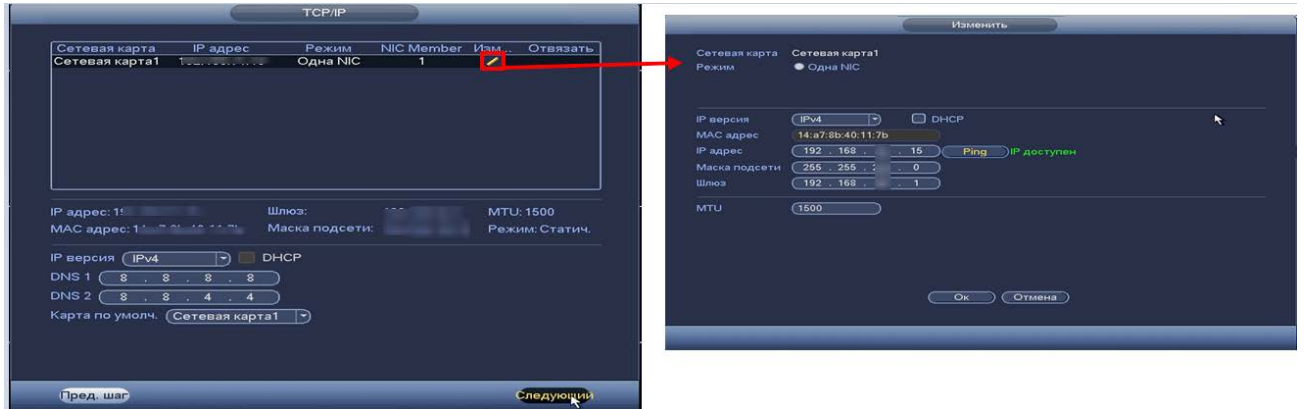 TCP/IP
Сетевая карта IP адрес Режим NIC Member Изм... Отвязать
Сетевая карта1 Одна NIC 1
IP адрес: Шлюз: MTU: 1500
MAC адрес: Маска подсети: Режим: Статич.
IP версия IPv4 DHCP
DNS 1 8 . 8 . 8 . 8
DNS 2 8 . 8 . 4 . 4
Карта по умолч. Сетевая карта1
Пред. шаг Следующий
Изменить
Сетевая карта Сетевая карта1
Режим Одна NIC
IP версия IPv4 DHCP
MAC адрес 14:a7:8b:40:11:7b
IP адрес 192 . 168 . . 15 Ping IP доступен
Маска подсети 255 . 255 . . 0
Шлюз 192 . 168 . . 1
MTU 1500
Ок Отмена